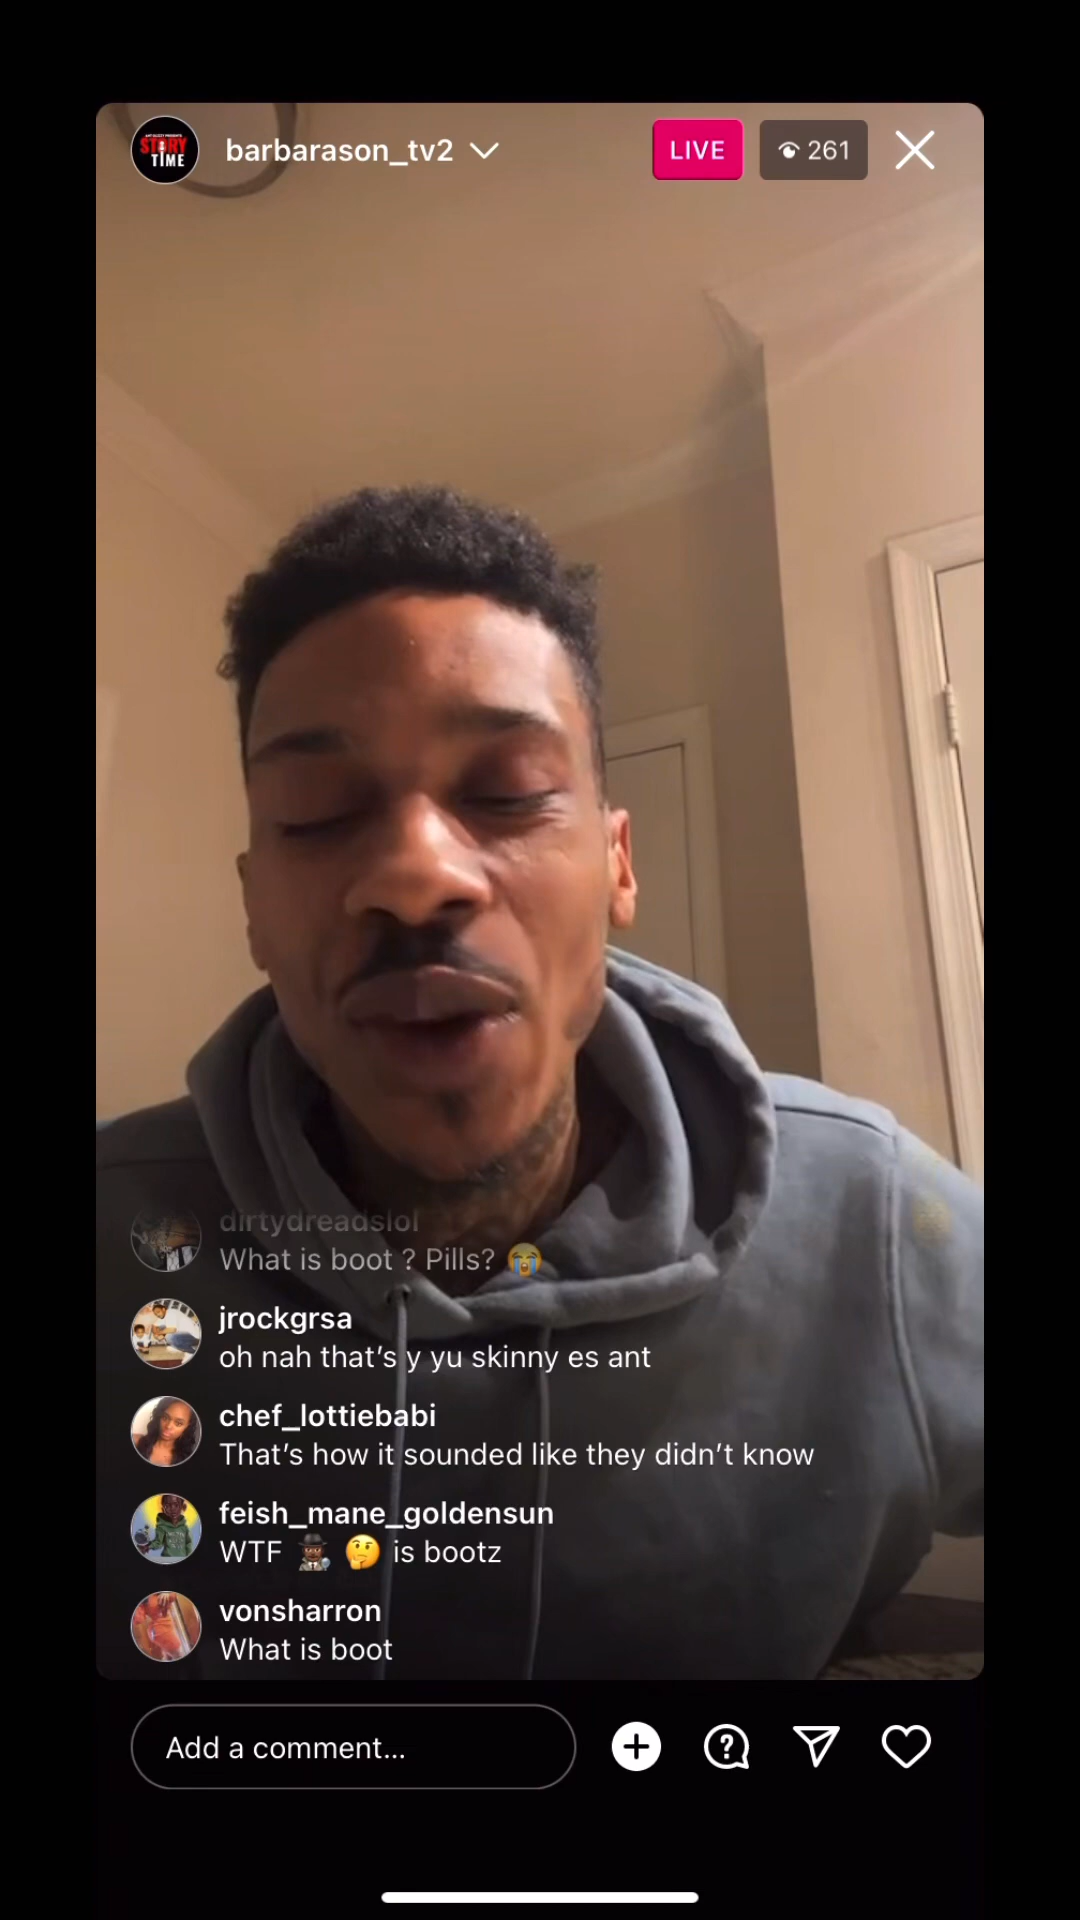 STORY
TIME
barbarason_tv2
LIVE
261
dirtydreadslol
What is boot ? Pills? 😭
jrockgrsa
oh nah that’s y yu skinny es ant
chef_lottiebabi
That’s how it sounded like they didn’t know
feish_mane_goldensun
WTF 🕵🏾‍♂️ 🤔 is bootz
vonsharron
What is boot
Add a comment...